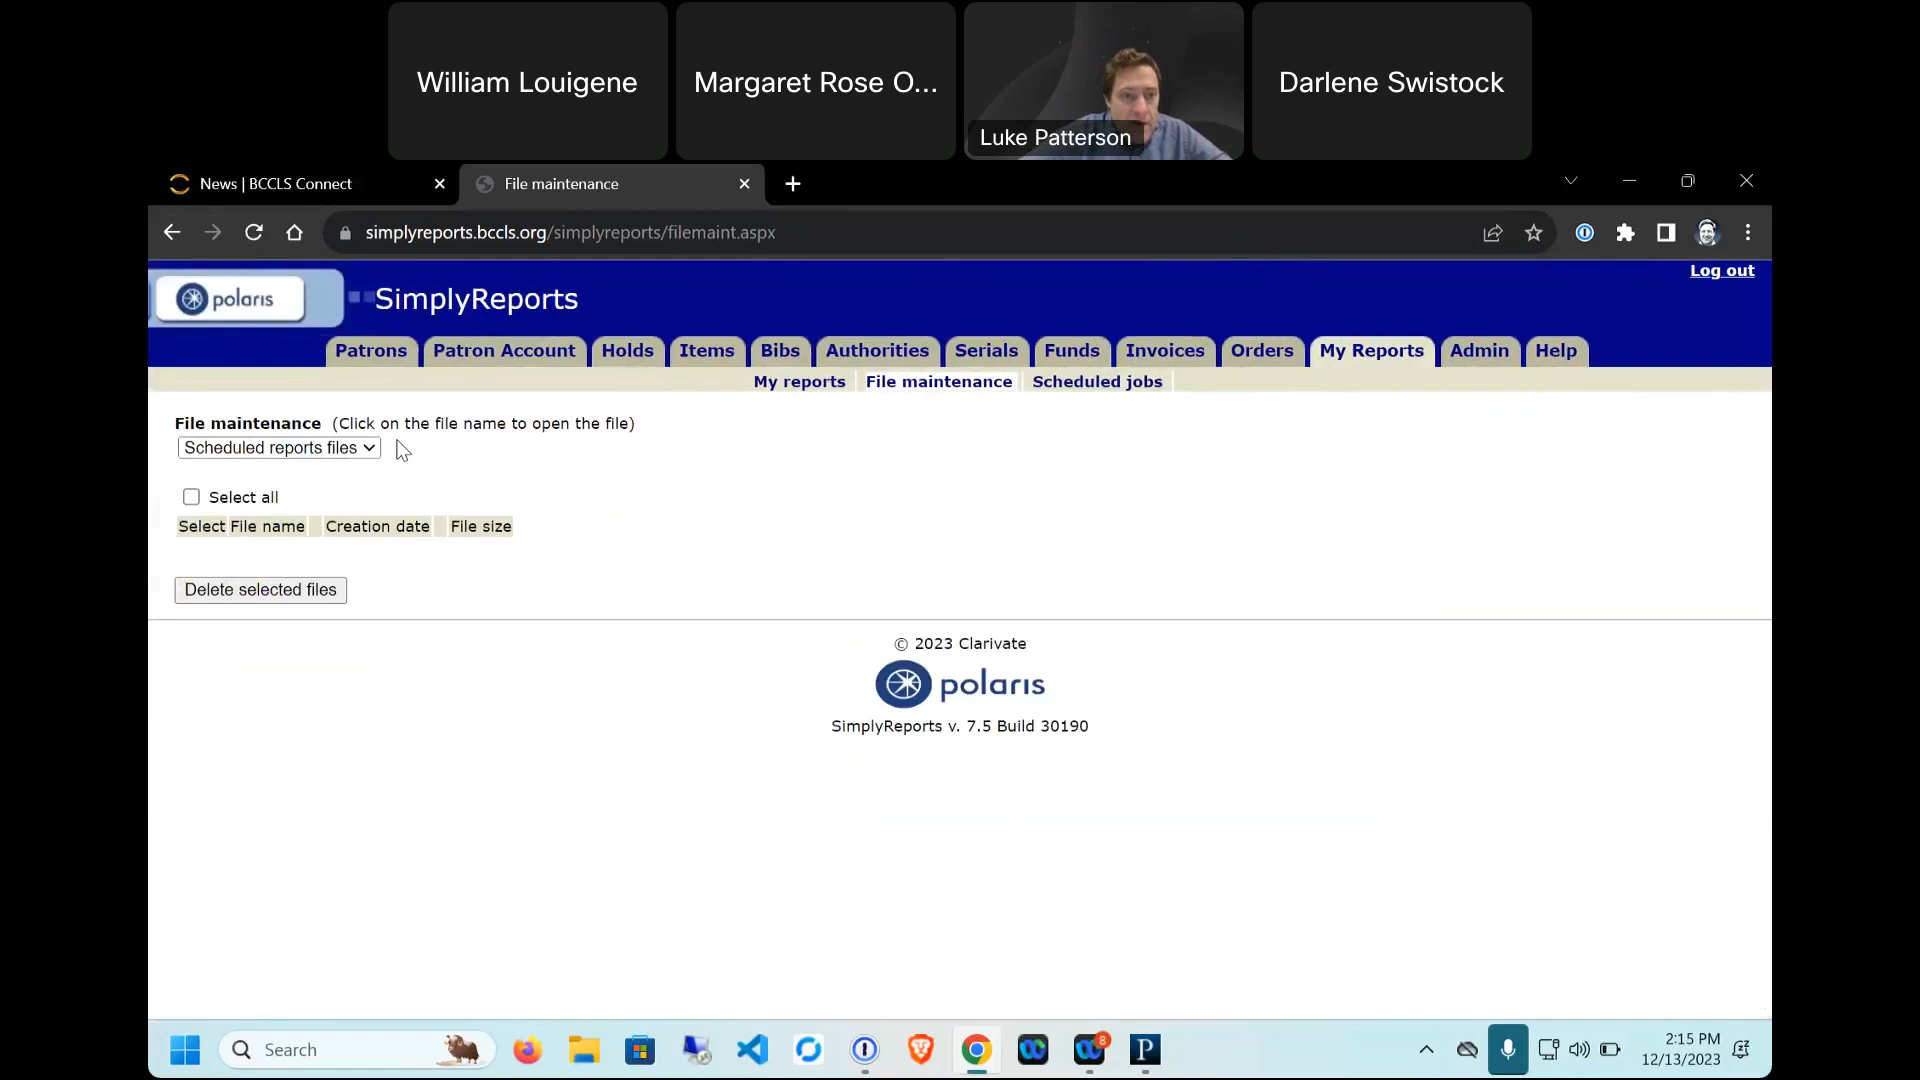 William Louigene
Margaret Rose O...
Luke Patterson
Darlene Swistock
News | BCCLS Connect
File maintenance
simplyreports.bccls.org/simplyreports/filemaint.aspx
Log out
polaris
SimplyReports
Patrons
Patron Account
Holds
Items
Bibs
Authorities
Serials
Funds
Invoices
Orders
My Reports
Admin
Help
My reports
File maintenance
Scheduled jobs
File maintenance (Click on the file name to open the file)
Scheduled reports files
Select all
Select File name Creation date File size
Delete selected files
© 2023 Clarivate
polaris
SimplyReports v. 7.5 Build 30190
Search
8
P
2:15 PM
12/13/2023